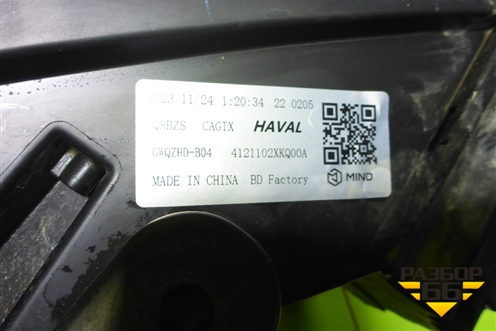 2023/11/24 1:20:34 22 0205
QHBZS CAGTX HAVAL
GWQZHD-B04 4121102XKQ00A
MADE IN CHINA BD Factory MIND
РАЗБОР
66